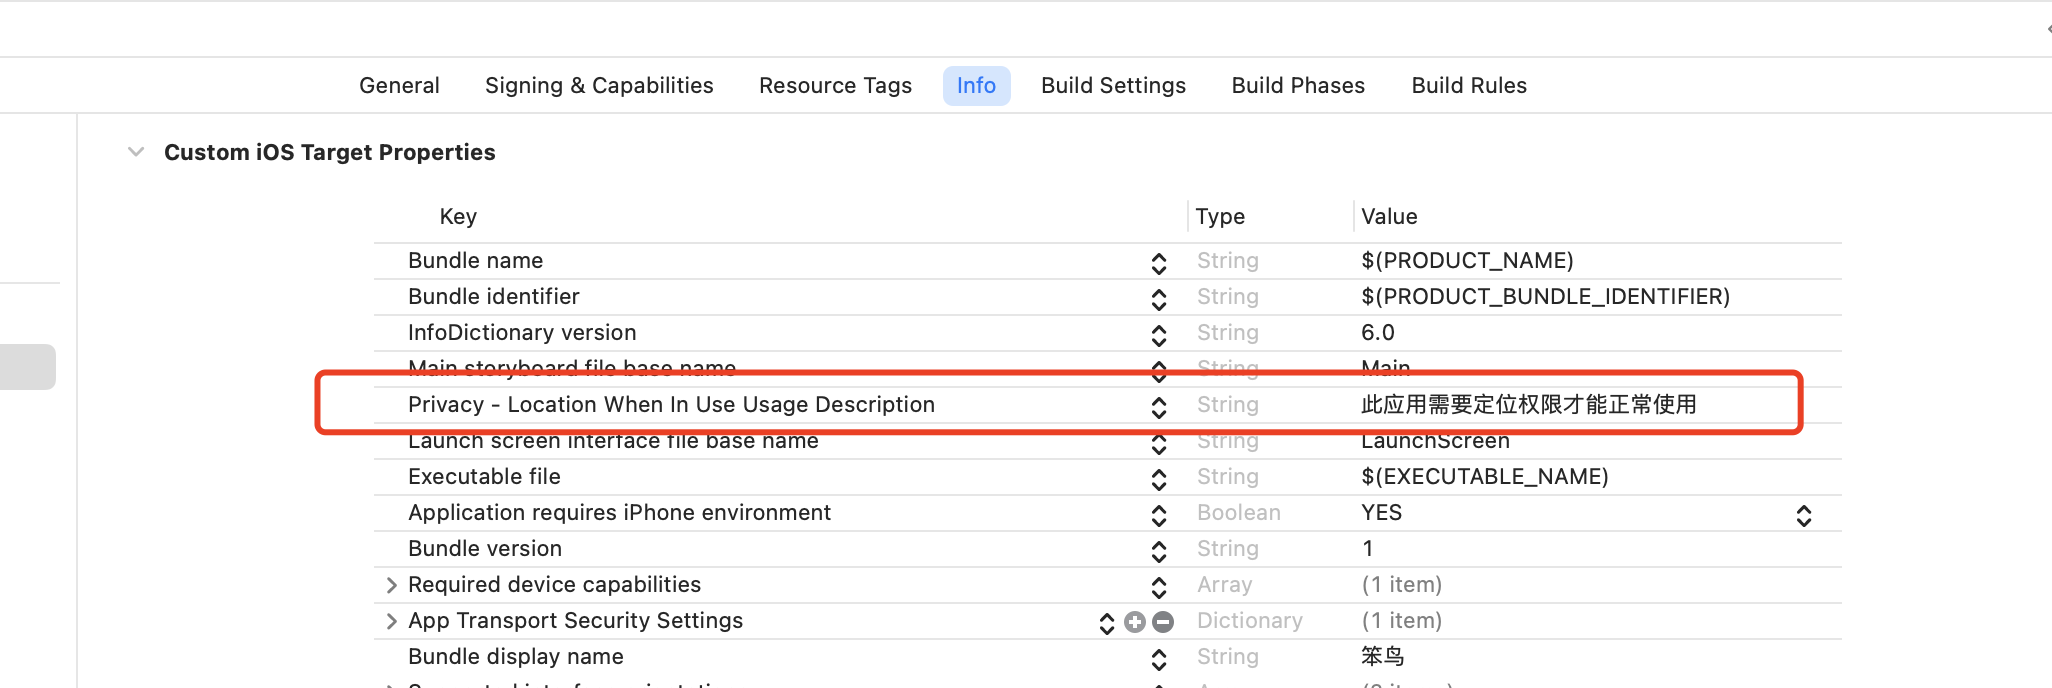 General Signing & Capabilities Resource Tags Info Build Settings Build Phases Build Rules
Custom iOS Target Properties
Key Type Value
Bundle name String $(PRODUCT_NAME)
Bundle identifier String $(PRODUCT_BUNDLE_IDENTIFIER)
InfoDictionary version String 6.0
Main storyboard file base name String Main
Privacy - Location When In Use Usage Description String 此应用需要定位权限才能正常使用
Launch screen interface file base name String LaunchScreen
Executable file String $(EXECUTABLE_NAME)
Application requires iPhone environment Boolean YES
Bundle version String 1
Required device capabilities Array (1 item)
App Transport Security Settings Dictionary (1 item)
Bundle display name String 笨鸟